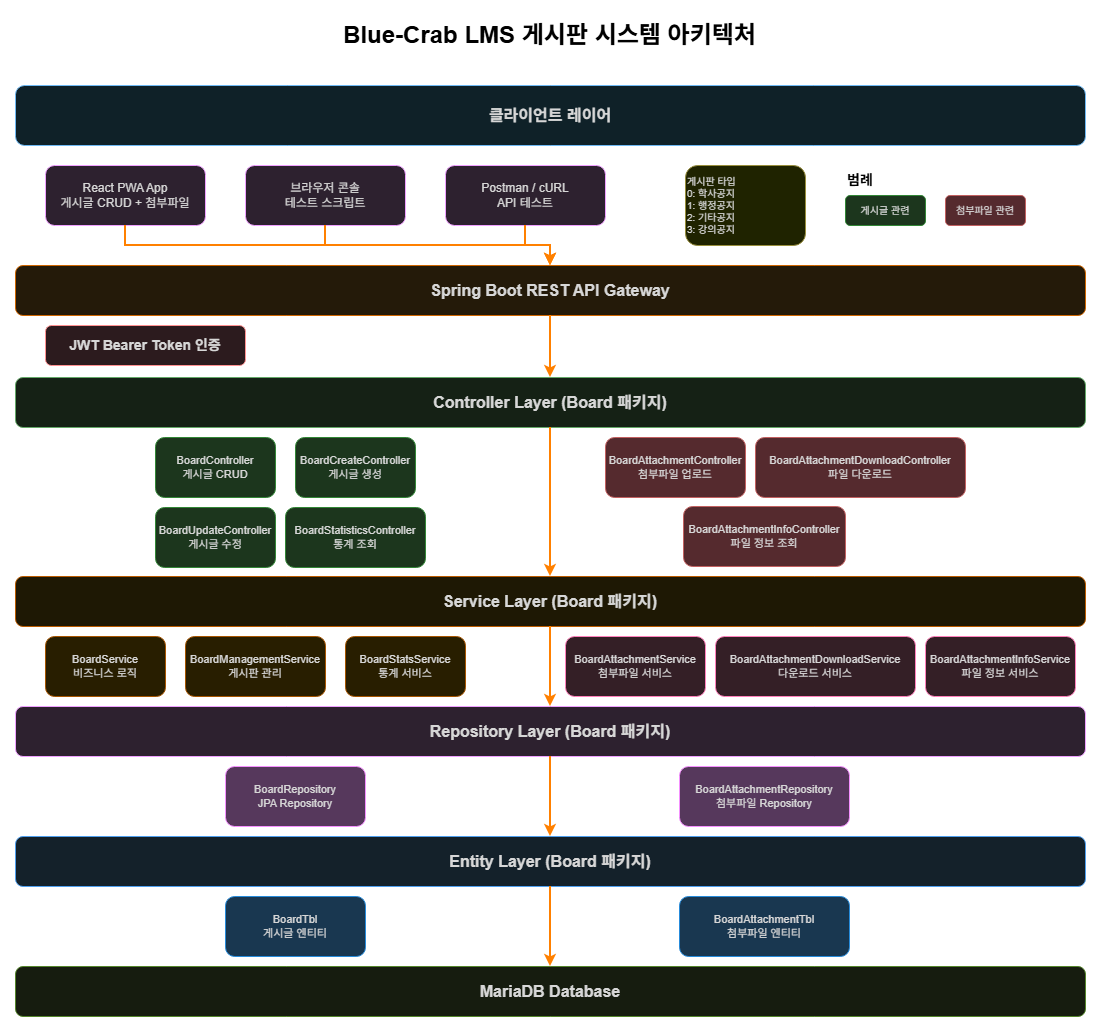 Blue-Crab LMS 게시판 시스템 아키텍처
클라이언트 레이어
React PWA App
게시글 CRUD + 첨부파일
브라우저 콘솔
테스트 스크립트
Postman / cURL
API 테스트
게시판 타입
0: 학사공지
1: 행정공지
2: 기타공지
3: 강의공지
범례
게시글 관련
첨부파일 관련
Spring Boot REST API Gateway
JWT Bearer Token 인증
Controller Layer (Board 패키지)
BoardController
게시글 CRUD
BoardCreateController
게시글 생성
BoardAttachmentController
첨부파일 업로드
BoardAttachmentDownloadController
파일 다운로드
BoardUpdateController
게시글 수정
BoardStatisticsController
통계 조회
BoardAttachmentInfoController
파일 정보 조회
Service Layer (Board 패키지)
BoardService
비즈니스 로직
BoardManagementService
게시판 관리
BoardStatsService
통계 서비스
BoardAttachmentService
첨부파일 서비스
BoardAttachmentDownloadService
다운로드 서비스
BoardAttachmentInfoService
파일 정보 서비스
Repository Layer (Board 패키지)
BoardRepository
JPA Repository
BoardAttachmentRepository
첨부파일 Repository
Entity Layer (Board 패키지)
BoardTbl
게시글 엔티티
BoardAttachmentTbl
첨부파일 엔티티
MariaDB Database